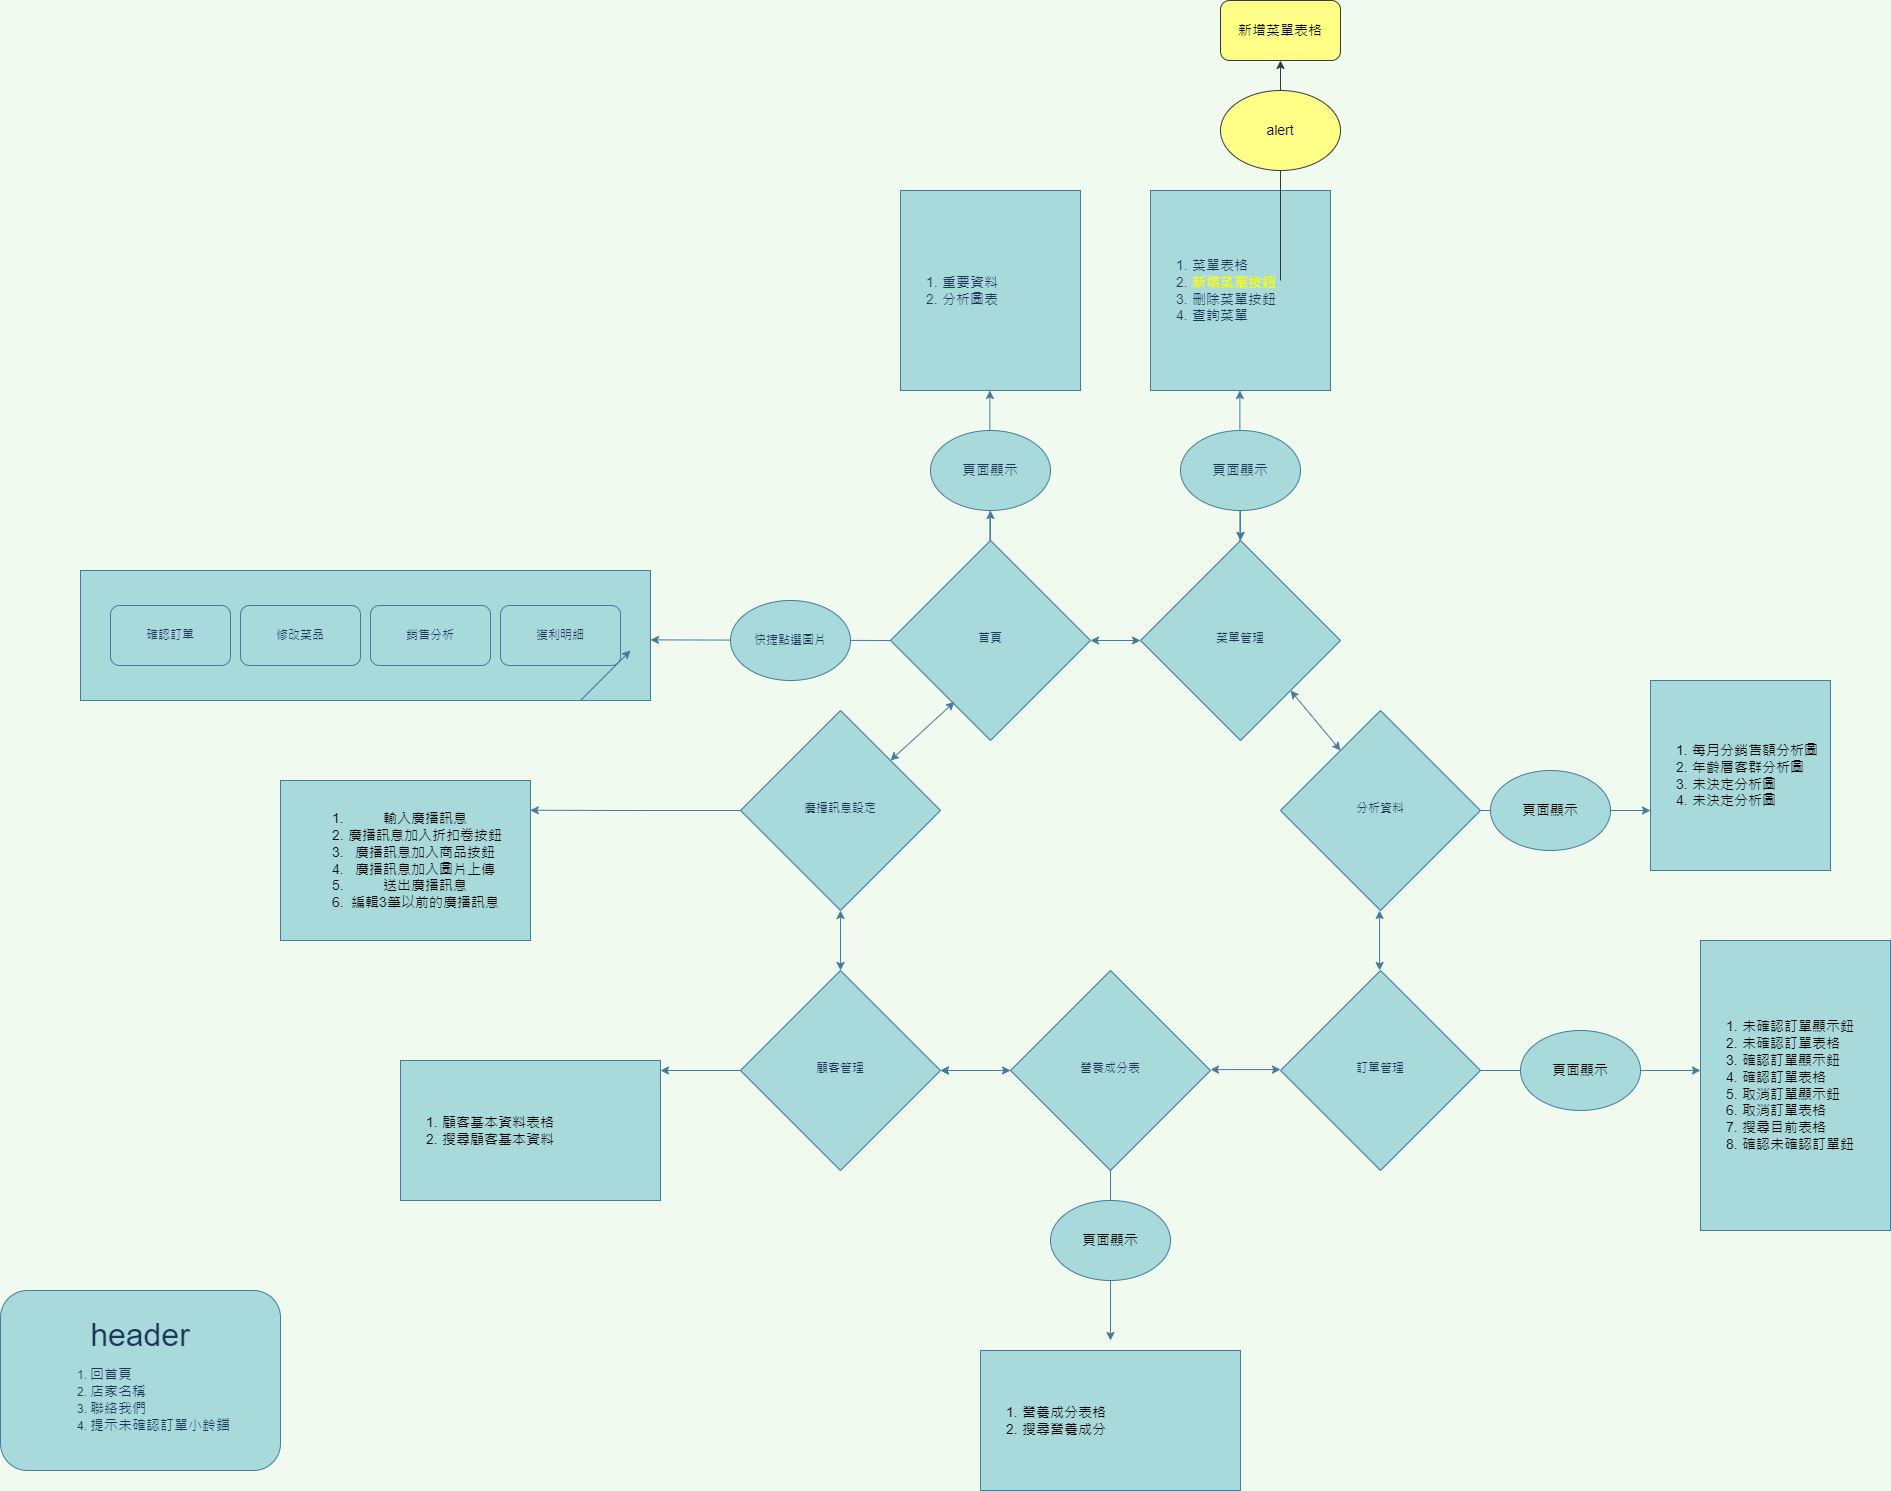 新增菜單表格
alert
1. 重要資料
2. 分析圖表
1. 菜單表格
2. 新增菜單按鈕
3. 刪除菜單按鈕
4. 查詢菜單
頁面顯示
頁面顯示
確認訂單
修改菜品
銷售分析
獲利明細
快捷點選圖片
首頁
菜單管理
1. 輸入廣播訊息
2. 廣播訊息加入折扣卷按鈕
3. 廣播訊息加入商品按鈕
4. 廣播訊息加入圖片上傳
5. 送出廣播訊息
6. 編輯3筆以前的廣播訊息
廣播訊息設定
分析資料
頁面顯示
1. 每月分銷售額分析圖
2. 年齡層客群分析圖
3. 未決定分析圖
4. 未決定分析圖
1. 顧客基本資料表格
2. 搜尋顧客基本資料
顧客管理
營養成分表
訂單管理
頁面顯示
1. 未確認訂單顯示鈕
2. 未確認訂單表格
3. 確認訂單顯示鈕
4. 確認訂單表格
5. 取消訂單顯示鈕
6. 取消訂單表格
7. 搜尋目前表格
8. 確認未確認訂單鈕
頁面顯示
header
1. 回首頁
2. 店家名稱
3. 聯絡我們
4. 提示未確認訂單小鈴鐺
1. 營養成分表格
2. 搜尋營養成分